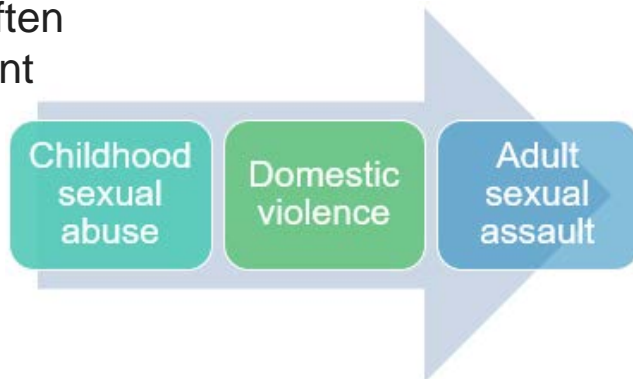 ften
nt
Childhood
sexual
abuse
Domestic
violence
Adult
sexual
assault